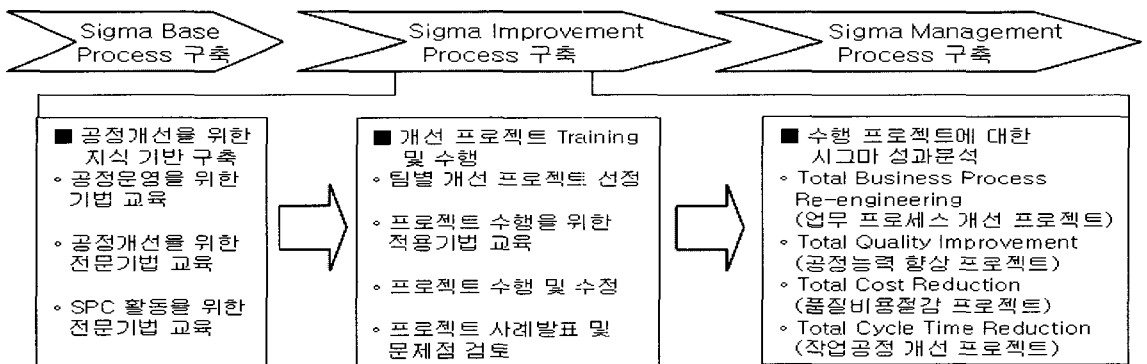 Sigma Base
Process 구축
Sigma Improvement
Process 구축
Sigma Management
Process 구축
■ 공정개선을 위한
지식 기반 구축
◦ 공정운영을 위한
기법 교육
◦ 공정개선을 위한
전문기법 교육
◦ SPC 활동을 위한
전문기법 교육
■ 개선 프로젝트 Training
및 수행
◦ 팀별 개선 프로젝트 선정
◦ 프로젝트 수행을 위한
적용기법 교육
◦ 프로젝트 수행 및 수정
◦ 프로젝트 사례발표 및
문제점 검토
■ 수행 프로젝트에 대한
시그마 성과분석
◦ Total Business Process
Re-engineering
(업무 프로세스 개선 프로젝트)
◦ Total Quality Improvement
(공정능력 향상 프로젝트)
◦ Total Cost Reduction
(품질비용절감 프로젝트)
◦ Total Cycle Time Reduction
(작업공정 개선 프로젝트)